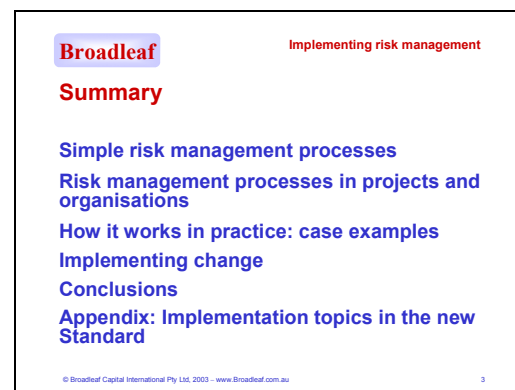 Broadleaf
Implementing risk management
Summary
Simple risk management processes
Risk management processes in projects and
organisations
How it works in practice: case examples
Implementing change
Conclusions
Appendix: Implementation topics in the new
Standard
© Broadleaf Capital International Pty Ltd, 2003 – www.Broadleaf.com.au 3